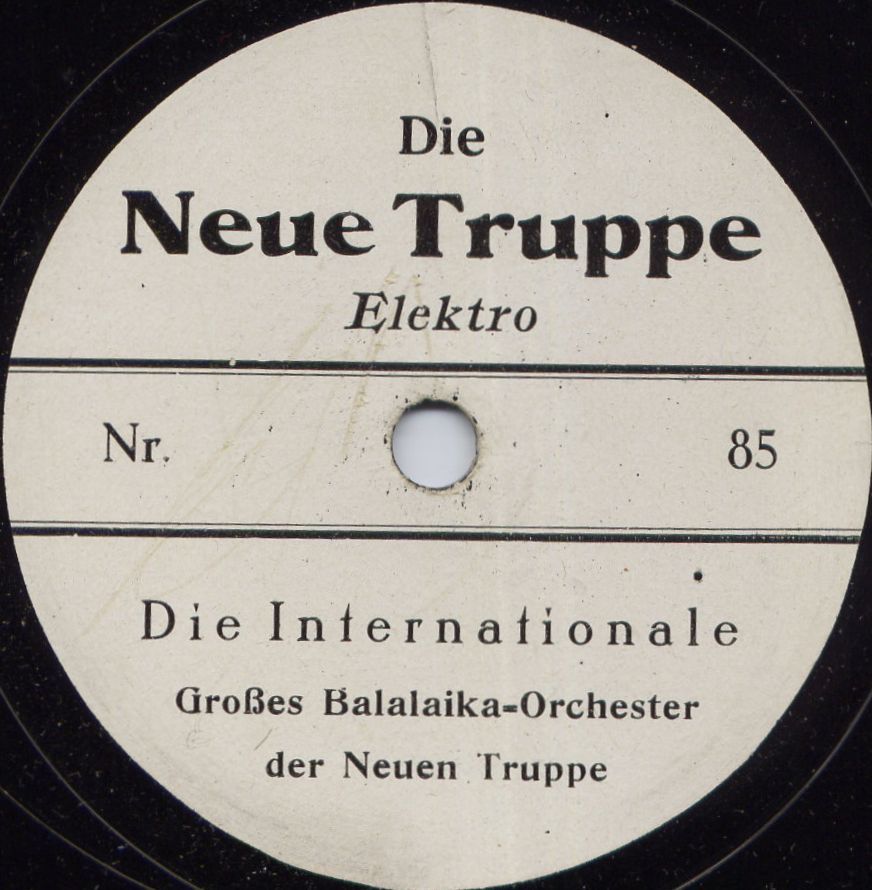 Die
Neue Truppe
Elektro
Nr. 85
Die Internationale
Großes Balalaika=Orchester
der Neuen Truppe